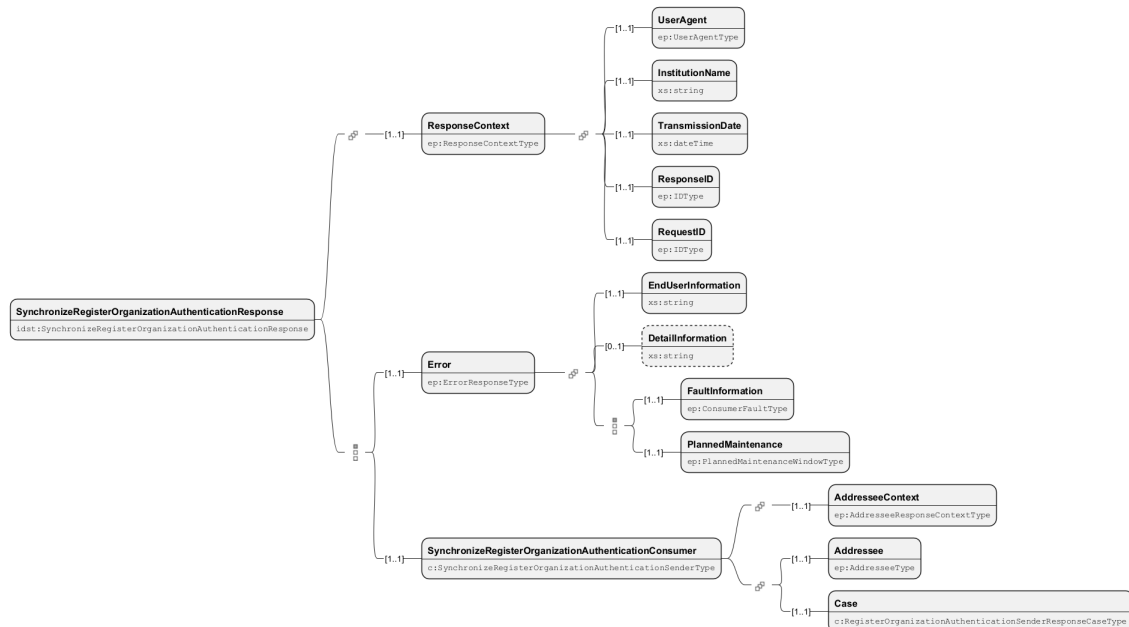 [1..1]
UserAgent
ep:UserAgentType
[1..1]
InstitutionName
xs:string
[1..1]
ResponseContext
ep:ResponseContextType
[1..1]
TransmissionDate
xs:dateTime
[1..1]
ResponseID
ep:IDType
[1..1]
RequestID
ep:IDType
SynchronizeRegisterOrganizationAuthenticationResponse
idst:SynchronizeRegisterOrganizationAuthenticationResponse
[1..1]
Error
ep:ErrorResponseType
[1..1]
EndUserInformation
xs:string
[0..1]
DetailInformation
xs:string
[1..1]
FaultInformation
ep:ConsumerFaultType
[1..1]
PlannedMaintenance
ep:PlannedMaintenanceWindowType
[1..1]
SynchronizeRegisterOrganizationAuthenticationConsumer
c:SynchronizeRegisterOrganizationAuthenticationSenderType
[1..1]
AddresseeContext
ep:AddresseeResponseContextType
[1..1]
Addressee
ep:AddresseeType
[1..1]
Case
c:RegisterOrganizationAuthenticationSenderResponseCaseType